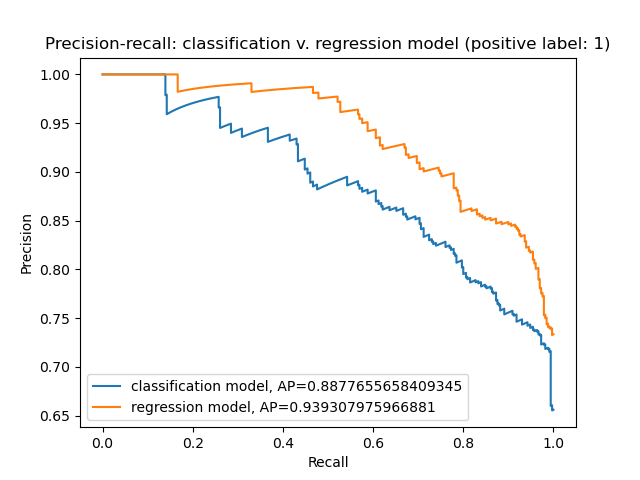 Precision-recall: classification v. regression model (positive label: 1)
1.00
0.95
0.90
0.85
0.80
0.75
0.70
0.65
Precision
classification model, AP=0.8877655658409345
regression model, AP=0.939307975966881
0.0 0.2 0.4 0.6 0.8 1.0
Recall